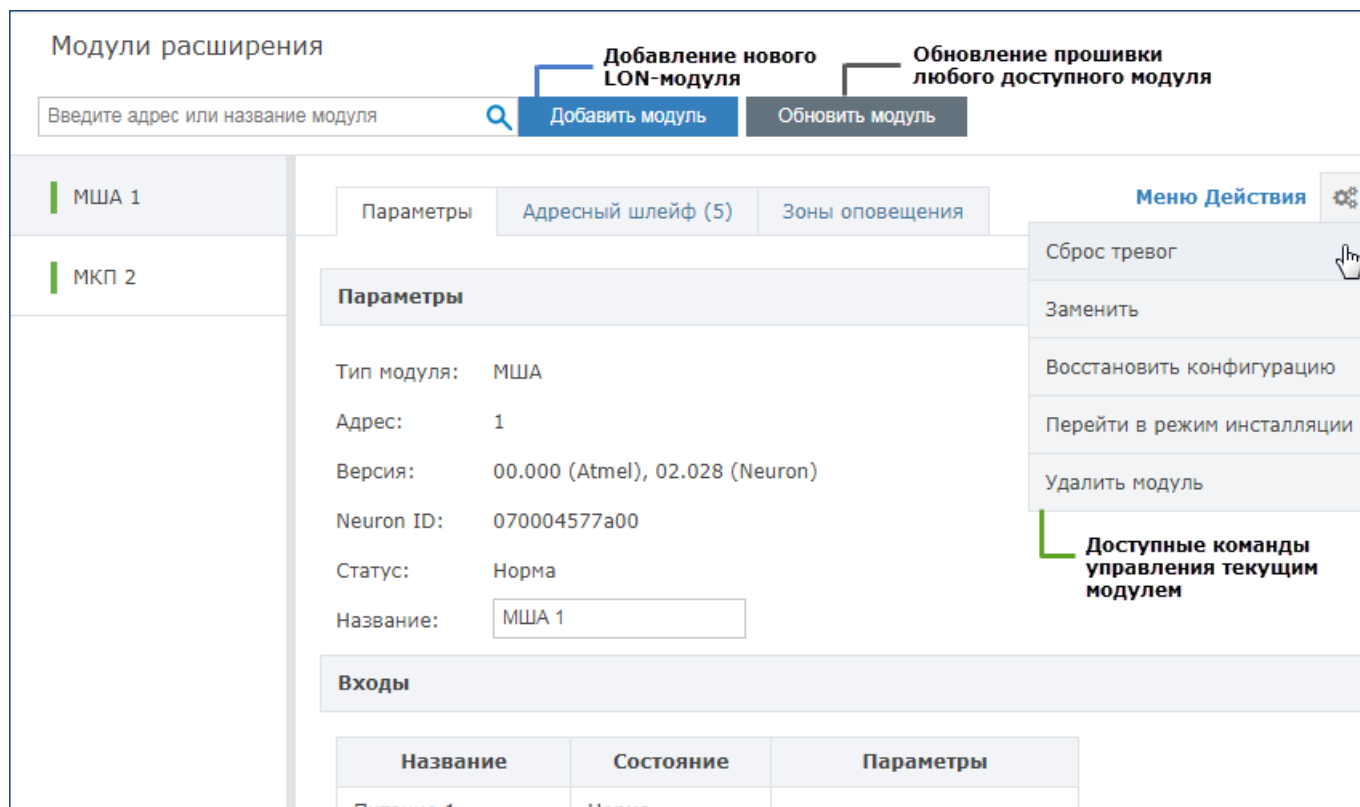 Модули расширения
Добавление нового
LON-модуля
Обновление прошивки
любого доступного модуля
Введите адрес или название модуля
Добавить модуль
Обновить модуль
МША 1
МКП 2
Параметры
Адресный шлейф (5)
Зоны оповещения
Меню Действия
Сброс тревог
Заменить
Восстановить конфигурацию
Перейти в режим инсталляции
Удалить модуль
Доступные команды
управления текущим
модулем
Параметры
Тип модуля: МША
Адрес: 1
Версия: 00.000 (Atmel), 02.028 (Neuron)
Neuron ID: 070004577a00
Статус: Норма
Название: МША 1
Входы
Название Состояние Параметры